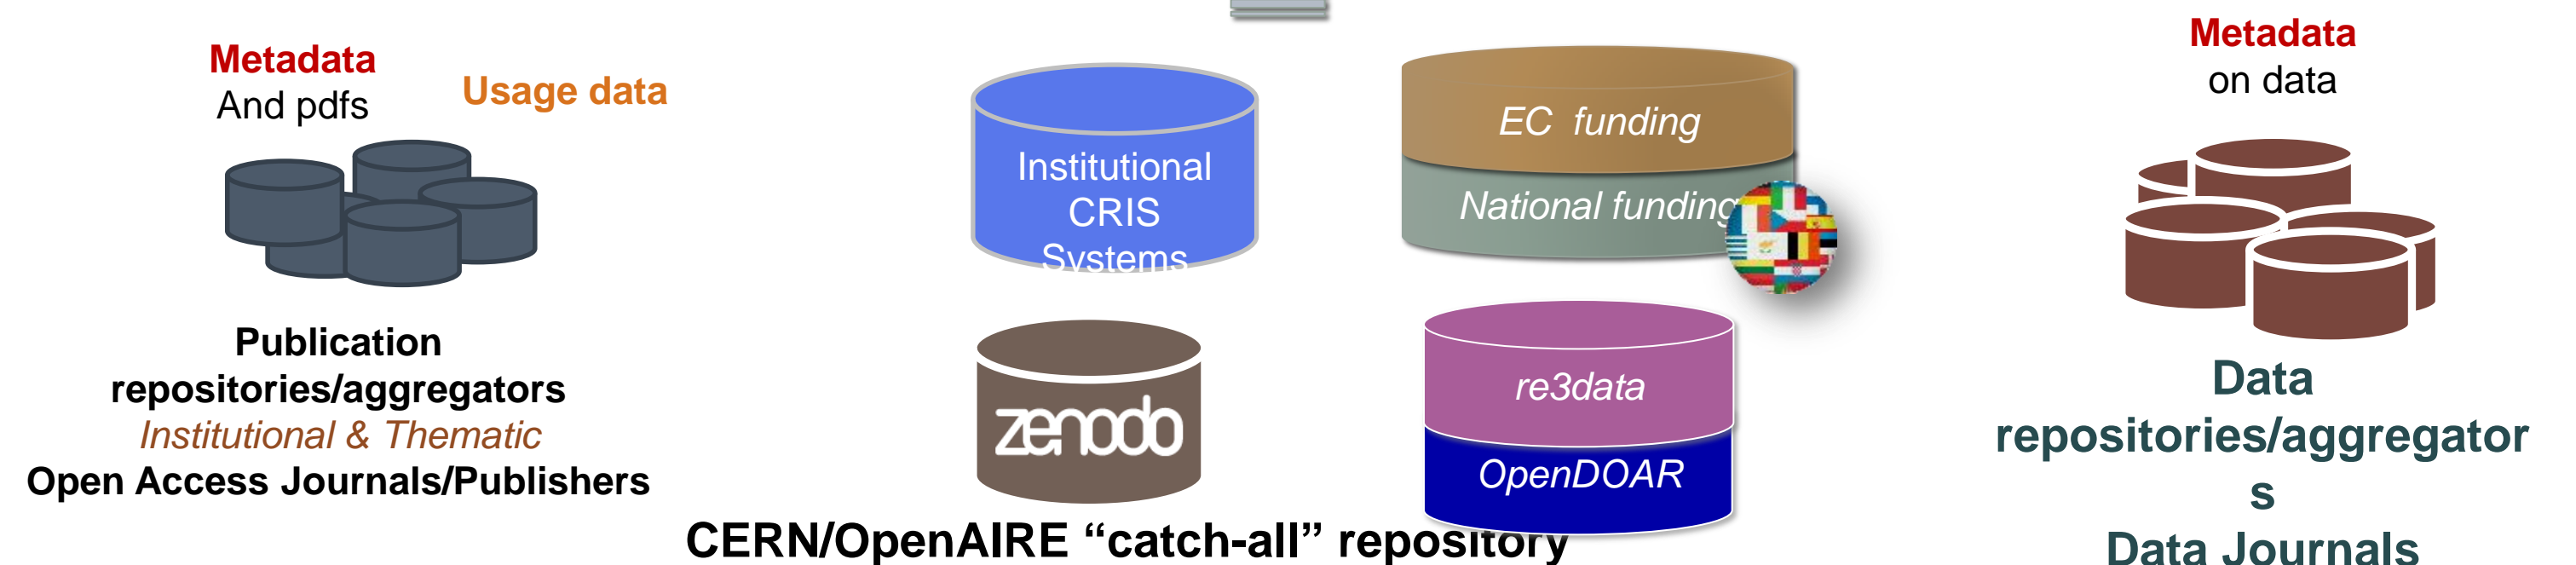 Metadata
And pdfs
Usage data
Publication
repositories/aggregators
Institutional & Thematic
Open Access Journals/Publishers
Institutional
CRIS
Systems
zenodo
CERN/OpenAIRE “catch-all” repository
EC funding
National funding
re3data
OpenDOAR
Metadata
on data
Data
repositories/aggregator
s
Data Journals